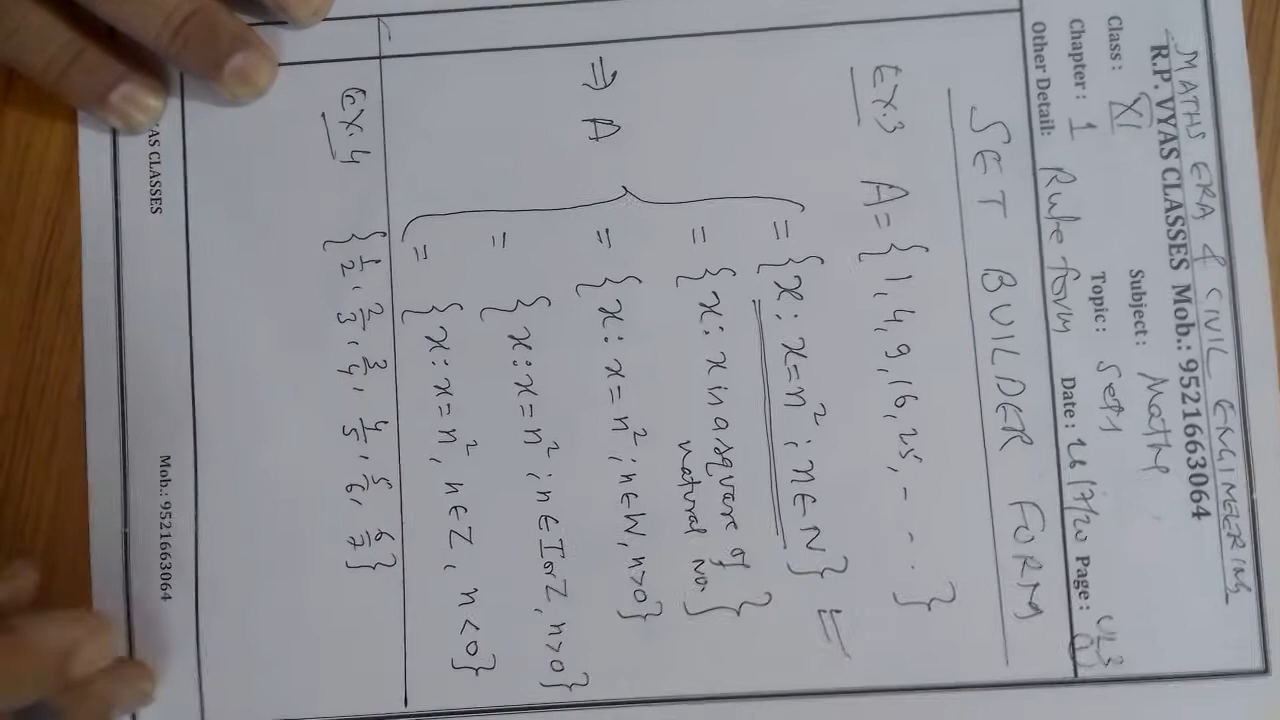 MATHS ERA & CIVIL ENGINEERING
R.P. VYAS CLASSES Mob.: 9521663064
Class: XI Subject: Maths
Chapter: 1 Topic: Sets
Other Detail: Rule form Date: 26/7/20 Page:
SET BUILDER FORM
Ex.3 A = {1, 4, 9, 16, 25, - - . }
= {x : x = n² ; n ∈ N}
= {x : x is a square of natural no.}
⇒ A = {x : x = n² ; n ∈ W, n>0}
= {x : x = n² ; n ∈ I or Z, n>0}
= {x : x = n², n ∈ Z, n<0}
Ex.4 {1/2, 2/3, 3/4, 4/5, 5/6, 6/7}
YAS CLASSES Mob.: 9521663064